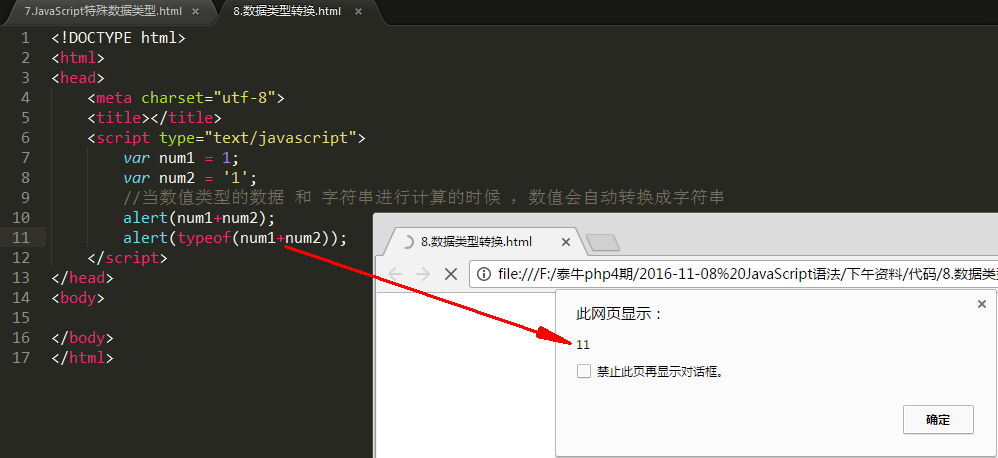 7.JavaScript特殊数据类型.html
8.数据类型转换.html
1 <!DOCTYPE html>
2 <html>
3 <head>
4 <meta charset="utf-8">
5 <title></title>
6 <script type="text/javascript">
7 var num1 = 1;
8 var num2 = '1';
9 //当数值类型的数据 和 字符串进行计算的时候 ，数值会自动转换成字符串
10 alert(num1+num2);
11 alert(typeof(num1+num2));
12 </script>
13 </head>
14 <body>
15
16 </body>
17 </html>
8.数据类型转换.html
file:///F:/泰牛php4期/2016-11-08%20JavaScript语法/下午资料/代码/8.数据类
此网页显示：
11
禁止此页再显示对话框。
确定